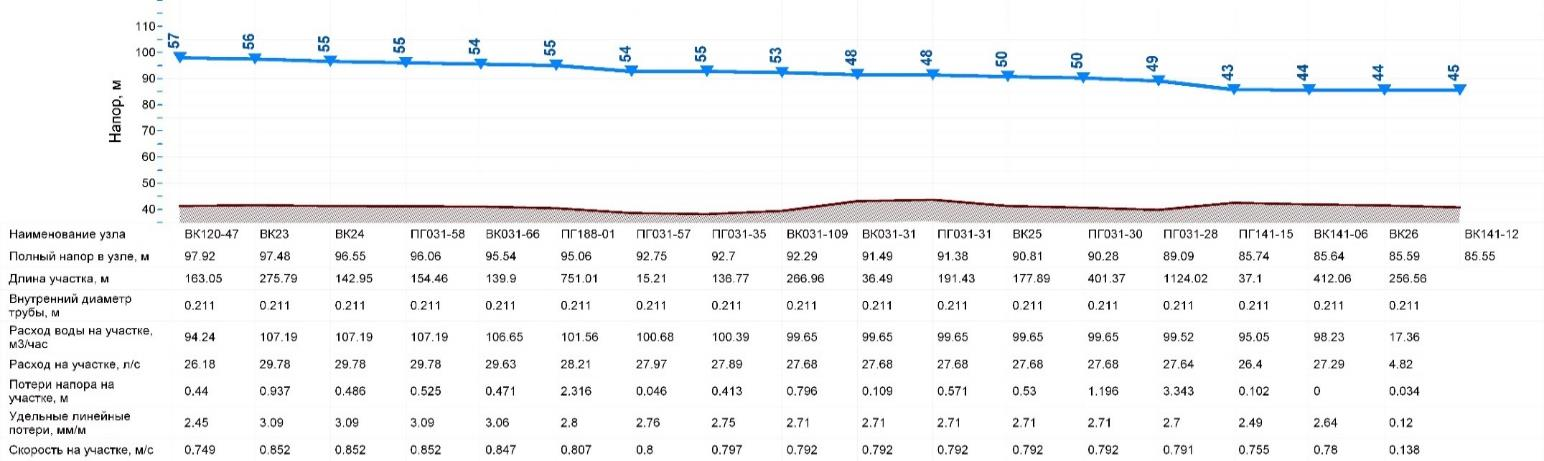 110
100
90
80
70
60
50
40
Напор, м
57 56 55 55 54 55 54 55 53 48 48 50 50 49 43 44 44 45
Наименование узла ВК120-47 ВК23 ВК24 ПГ031-58 ВК031-66 ПГ188-01 ПГ031-57 ПГ031-35 ВК031-109 ВК031-31 ПГ031-31 ВК25 ПГ031-30 ПГ031-28 ПГ141-15 ВК141-06 ВК26 ВК141-12
Полный напор в узле, м 97.92 97.48 96.55 96.06 95.54 95.06 92.75 92.7 92.29 91.49 91.38 90.81 90.28 89.09 85.74 85.64 85.59 85.55
Длина участка, м 163.05 275.79 142.95 154.46 139.9 751.01 15.21 136.77 266.96 36.49 191.43 177.89 401.37 1124.02 37.1 412.06 256.56
Внутренний диаметр
трубы, м 0.211 0.211 0.211 0.211 0.211 0.211 0.211 0.211 0.211 0.211 0.211 0.211 0.211 0.211 0.211 0.211 0.211
Расход воды на участке,
м3/час 94.24 107.19 107.19 107.19 106.65 101.56 100.68 100.39 99.65 99.65 99.65 99.65 99.65 99.52 95.05 98.23 17.36
Расход на участке, л/с 26.18 29.78 29.78 29.78 29.63 28.21 27.97 27.89 27.68 27.68 27.68 27.68 27.68 27.64 26.4 27.29 4.82
Потери напора на
участке, м 0.44 0.937 0.486 0.525 0.471 2.316 0.046 0.413 0.796 0.109 0.571 0.53 1.196 3.343 0.102 0 0.034
Удельные линейные
потери, мм/м 2.45 3.09 3.09 3.09 3.06 2.8 2.76 2.75 2.71 2.71 2.71 2.71 2.71 2.7 2.49 2.64 0.12
Скорость на участке, м/с 0.749 0.852 0.852 0.852 0.847 0.807 0.8 0.797 0.792 0.792 0.792 0.792 0.792 0.791 0.755 0.78 0.138